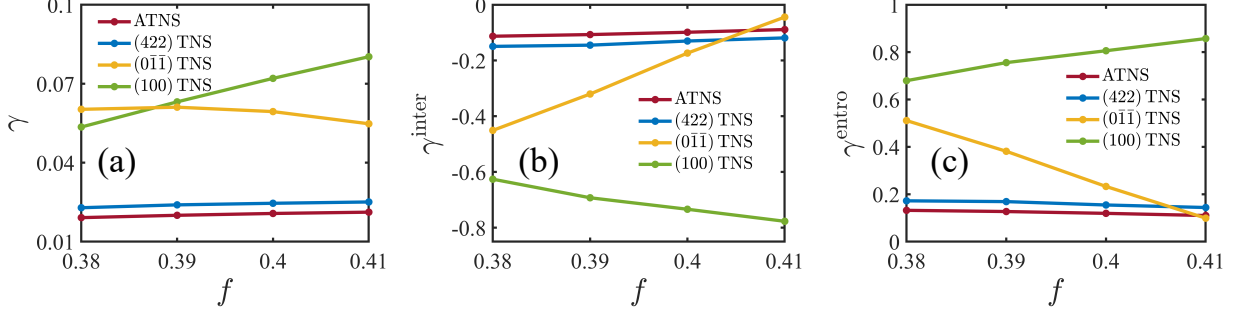 0.1
0.07
0.04
0.01
γ
ATNS
(422) TNS
(01̄1̄) TNS
(100) TNS
(a)
0.38 0.39 0.4 0.41
f
0
-0.2
-0.4
-0.6
-0.8
γ^inter
ATNS
(422) TNS
(01̄1̄) TNS
(100) TNS
(b)
0.38 0.39 0.4 0.41
f
1
0.8
0.6
0.4
0.2
0
γ^entro
ATNS
(422) TNS
(01̄1̄) TNS
(100) TNS
(c)
0.38 0.39 0.4 0.41
f